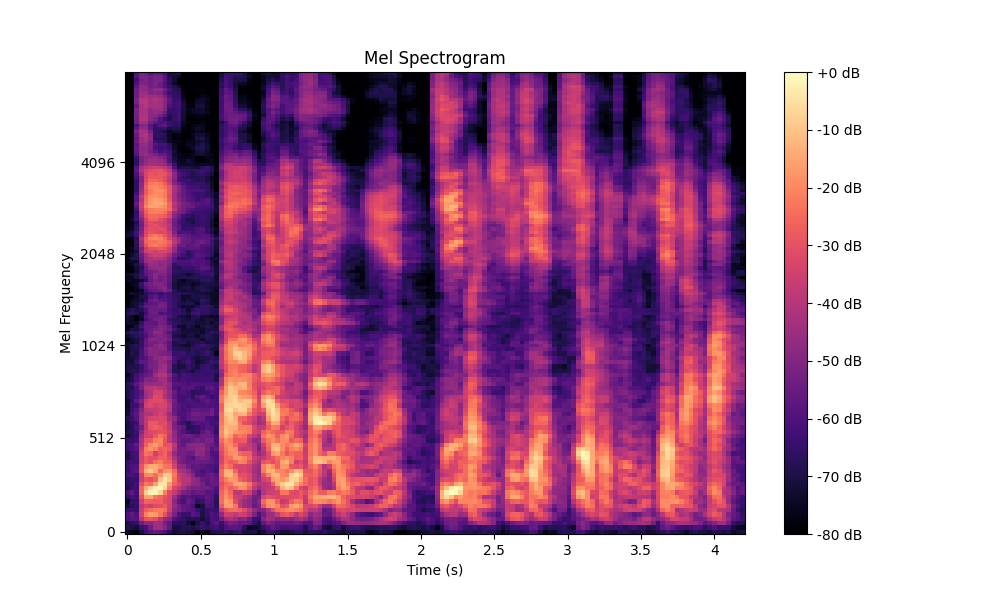 Mel Spectrogram
+0 dB
-10 dB
-20 dB
-30 dB
-40 dB
-50 dB
-60 dB
-70 dB
-80 dB
4096
2048
1024
512
0
Mel Frequency
0
0.5
1
1.5
2
2.5
3
3.5
4
Time (s)